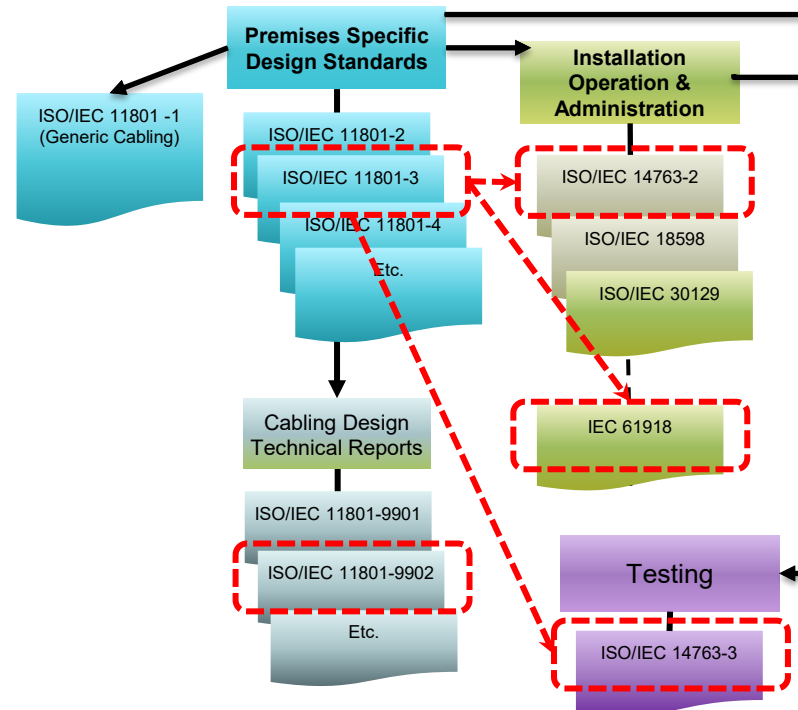 Premises Specific
Design Standards
Installation
Operation &
Administration
ISO/IEC 11801 -1
(Generic Cabling)
ISO/IEC 11801-2
ISO/IEC 11801-3
ISO/IEC 11801-4
Etc.
ISO/IEC 14763-2
ISO/IEC 18598
ISO/IEC 30129
IEC 61918
Cabling Design
Technical Reports
ISO/IEC 11801-9901
ISO/IEC 11801-9902
Etc.
Testing
ISO/IEC 14763-3